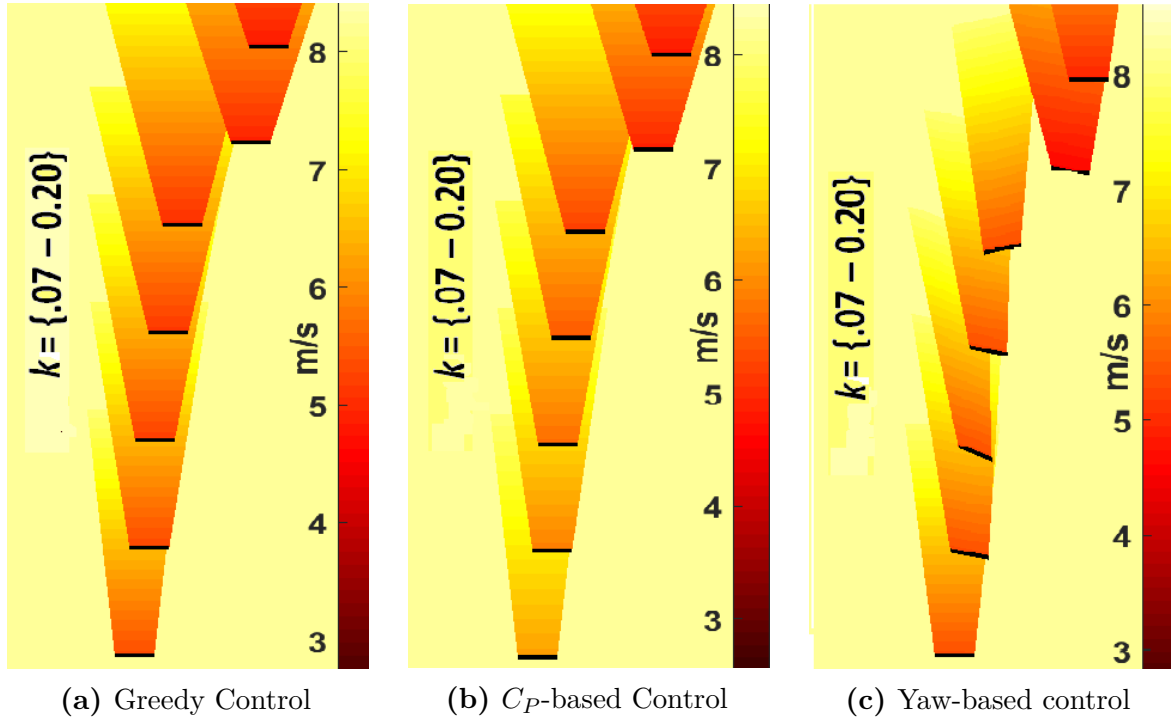 8
7
6
5
4
3
m/s
k = {.07 – 0.20}
(a) Greedy Control
8
7
6
5
4
3
m/s
k = {.07 – 0.20}
(b) C_P-based Control
8
7
6
5
4
3
m/s
k = {.07 – 0.20}
(c) Yaw-based control